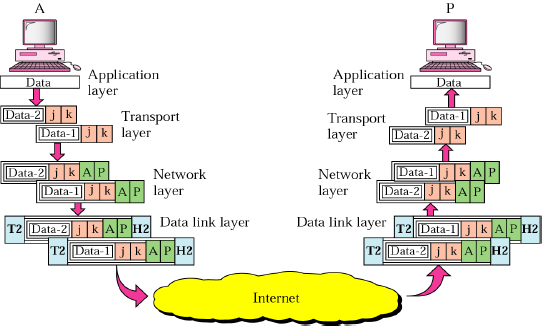 A
P
Data
Application
layer
Application
layer
Data
Data-2 j k
Data-1 j k
Transport
layer
Transport
layer
Data-1 j k
Data-2 j k
Data-2 j k A P
Data-1 j k A P
Network
layer
Network
layer
Data-1 j k A P
Data-2 j k A P
T2 Data-2 j k A P H2
T2 Data-1 j k A P H2
Data link layer
Data link layer
T2 Data-1 j k A P H2
T2 Data-2 j k A P H2
Internet